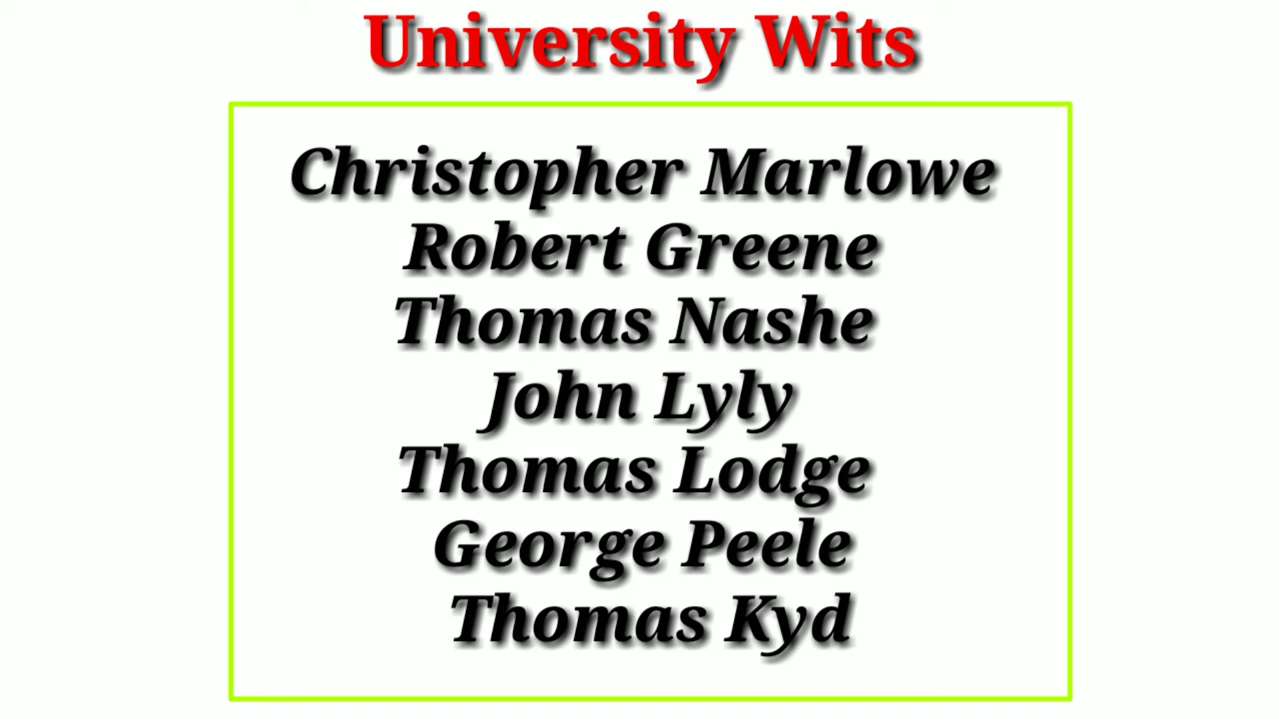 University Wits
Christopher Marlowe
Robert Greene
Thomas Nashe
John Lyly
Thomas Lodge
George Peele
Thomas Kyd